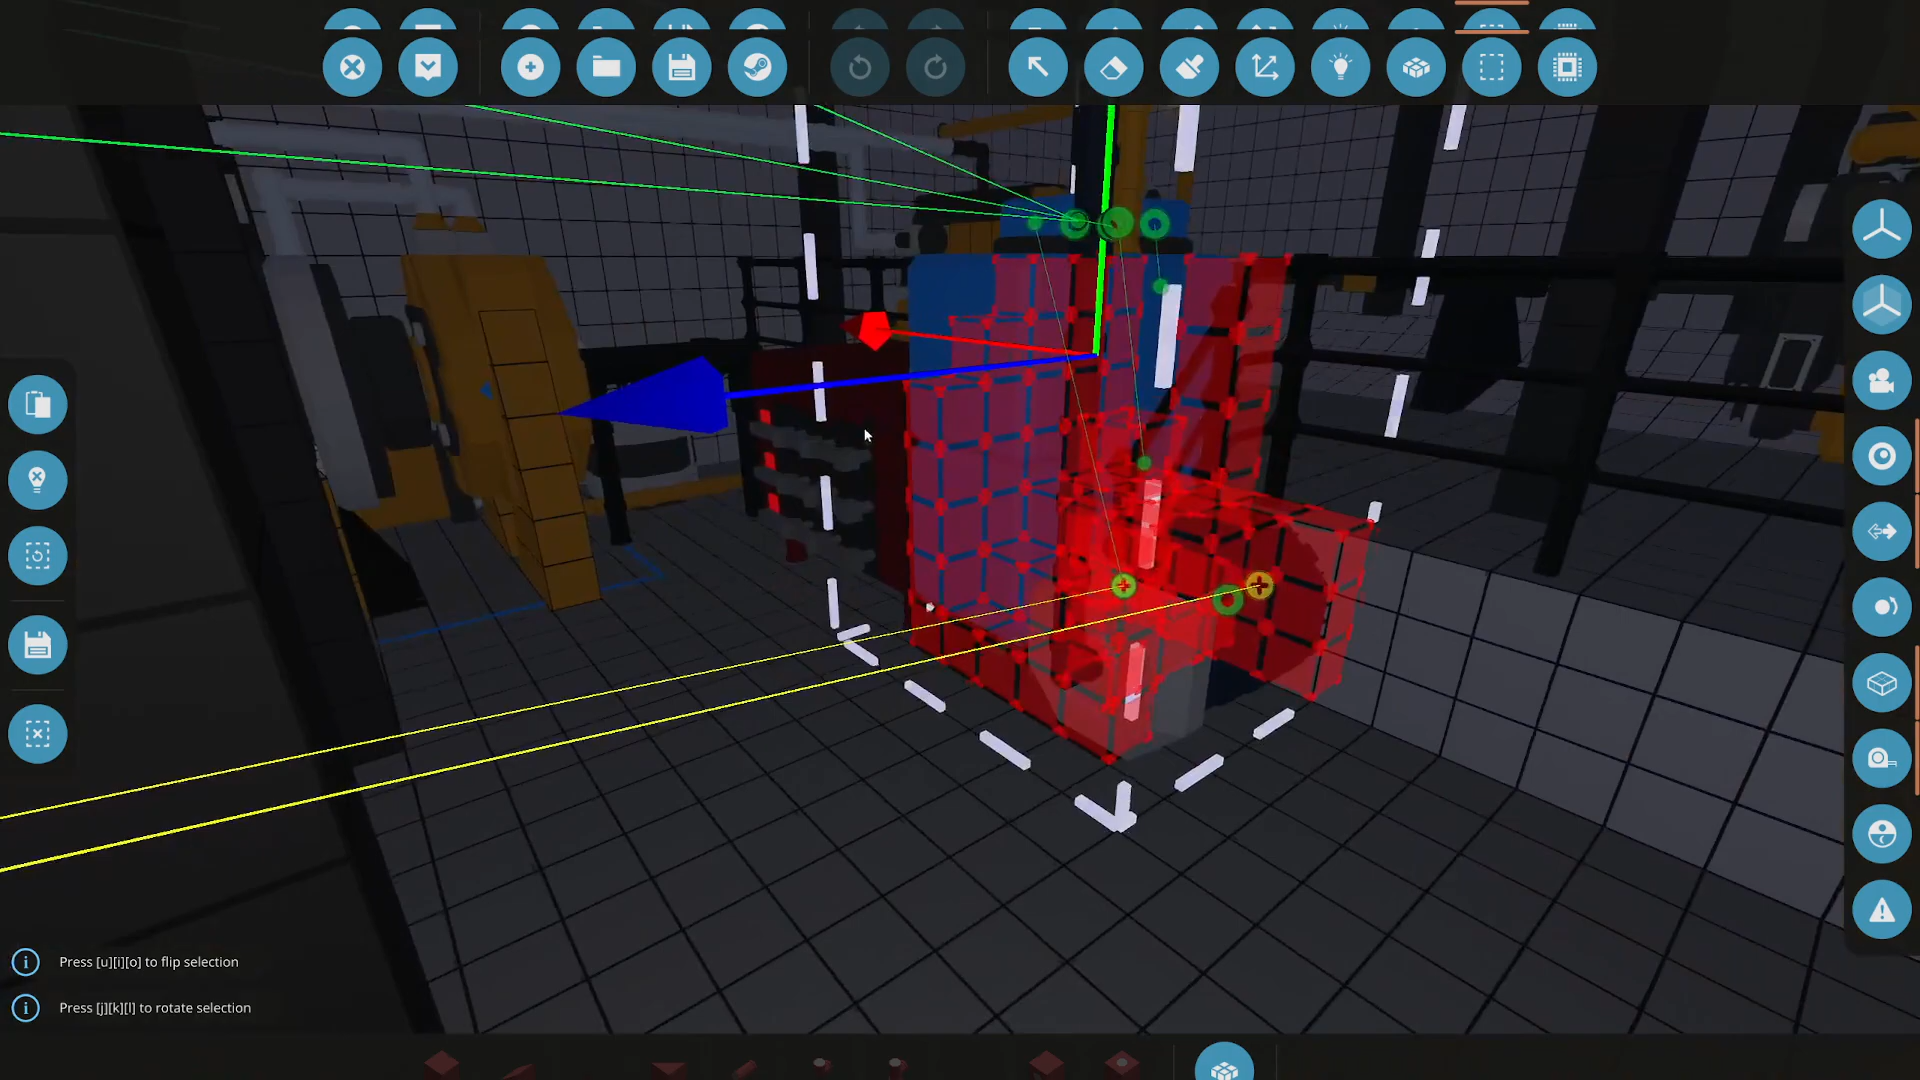 Press [u][i][o] to flip selection
Press [j][k][l] to rotate selection